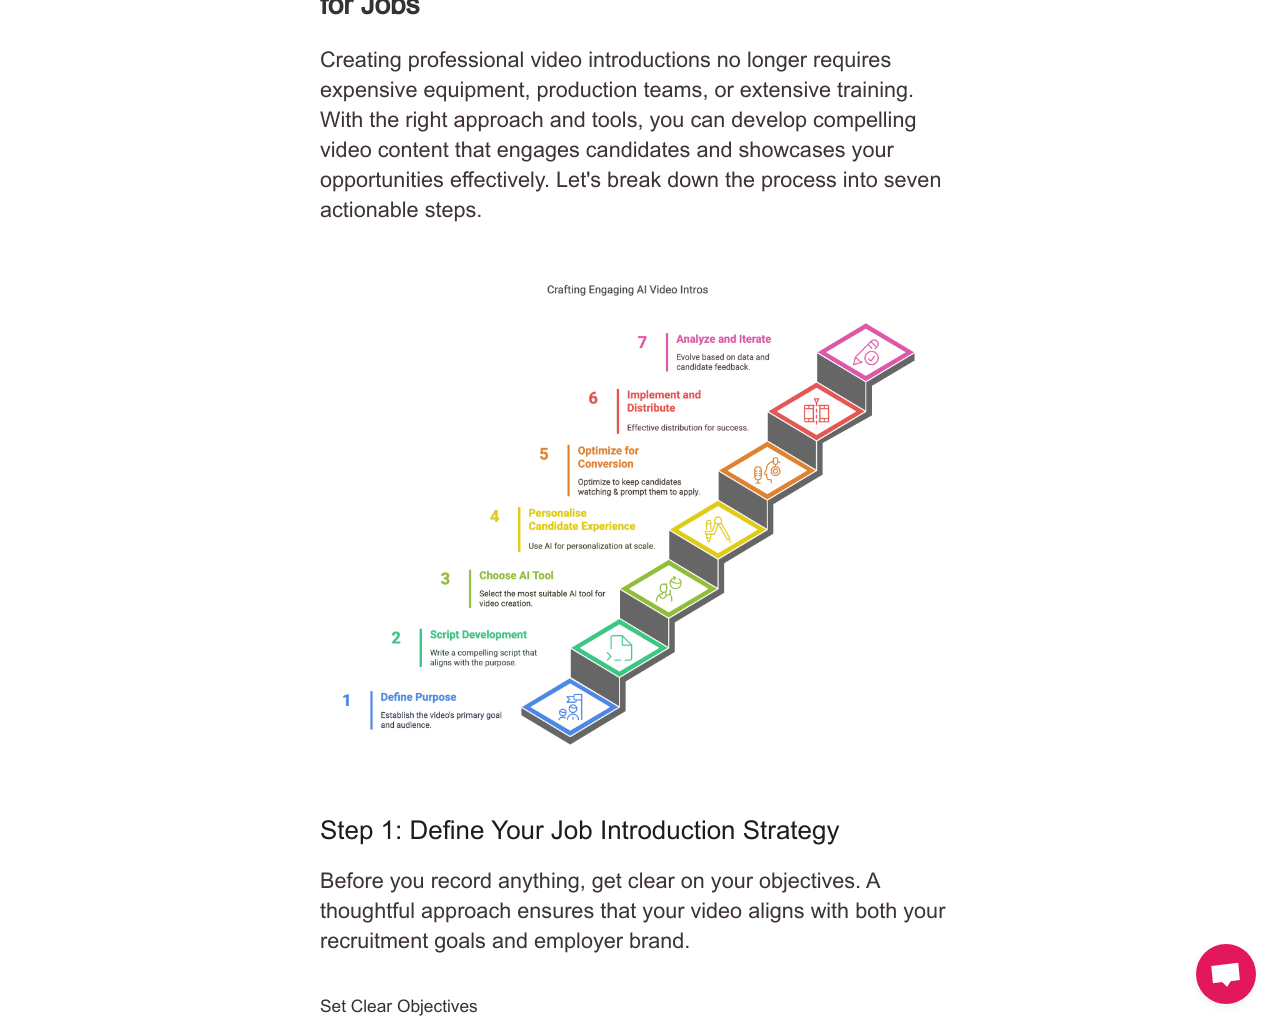 for Jobs
Creating professional video introductions no longer requires
expensive equipment, production teams, or extensive training.
With the right approach and tools, you can develop compelling
video content that engages candidates and showcases your
opportunities effectively. Let's break down the process into seven
actionable steps.
Crafting Engaging AI Video Intros
7
Analyze and Iterate
Evolve based on data and
candidate feedback.
6
Implement and
Distribute
Effective distribution for success.
5
Optimize for
Conversion
Optimize to keep candidates
watching & prompt them to apply.
4
Personalise
Candidate Experience
Use AI for personalization at scale.
3
Choose AI Tool
Select the most suitable AI tool for
video creation.
2
Script Development
Write a compelling script that
aligns with the purpose.
1
Define Purpose
Establish the video's primary goal
and audience.
Step 1: Define Your Job Introduction Strategy
Before you record anything, get clear on your objectives. A
thoughtful approach ensures that your video aligns with both your
recruitment goals and employer brand.
Set Clear Objectives